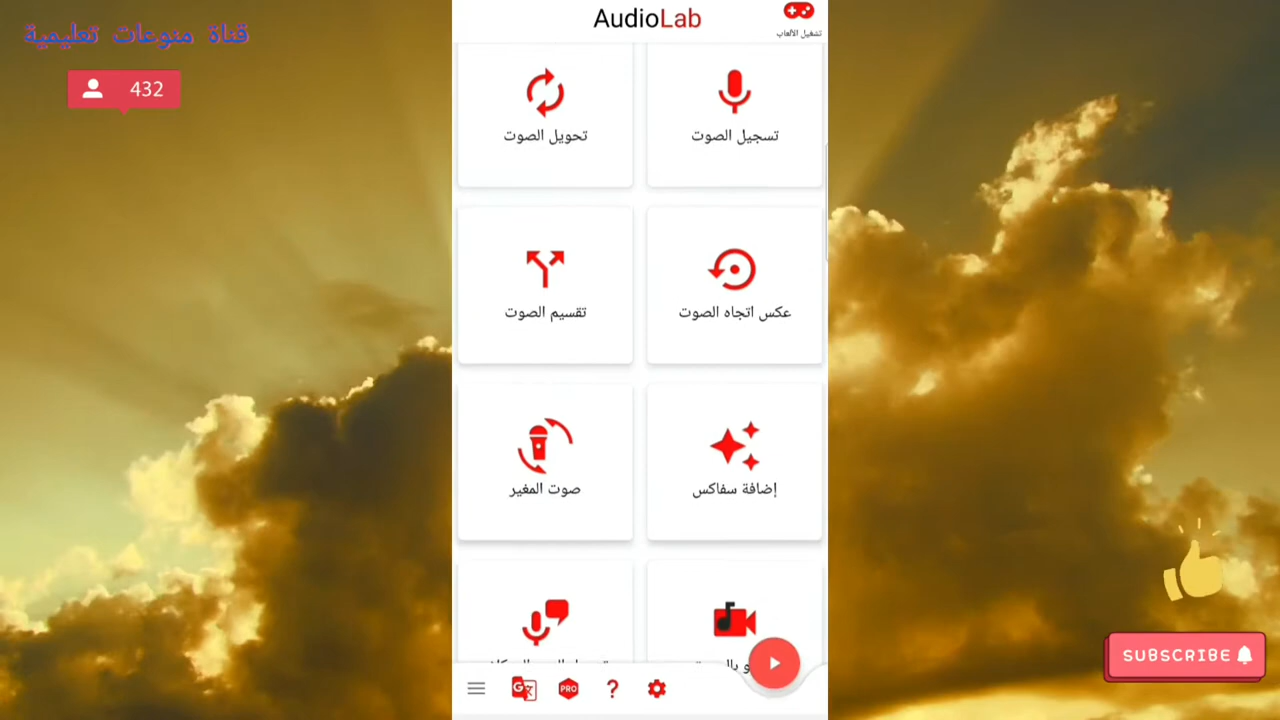 قناة منوعات تعليمية
432
AudioLab
تشغيل الألعاب
تسجيل الصوت
تحويل الصوت
عكس اتجاه الصوت
تقسيم الصوت
إضافة سفاكس
صوت المغير
PRO
?
SUBSCRIBE